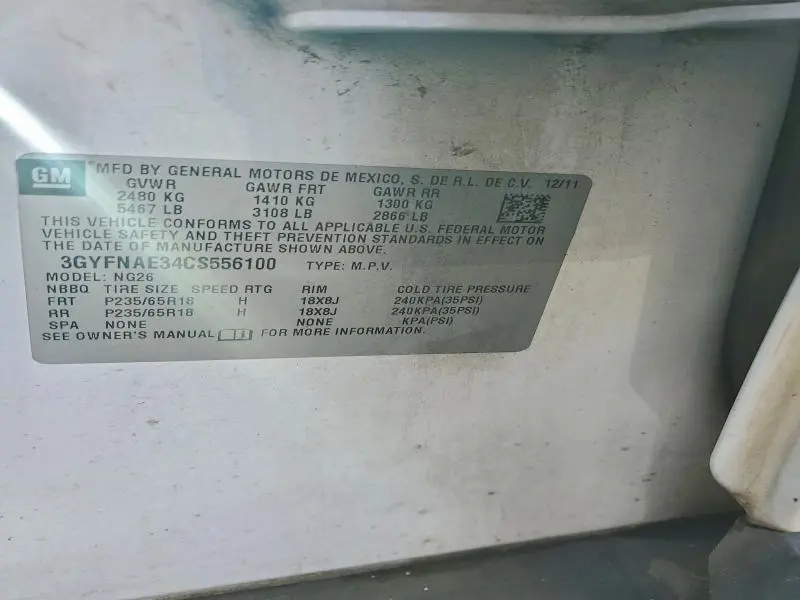 GM
MFD BY GENERAL MOTORS DE MEXICO, S. DE R.L. DE C.V. 12/11
GVWR GAWR FRT GAWR RR
2480 KG 1410 KG 1300 KG
5467 LB 3108 LB 2866 LB
THIS VEHICLE CONFORMS TO ALL APPLICABLE U.S. FEDERAL MOTOR
VEHICLE SAFETY AND THEFT PREVENTION STANDARDS IN EFFECT ON
THE DATE OF MANUFACTURE SHOWN ABOVE.
3GYFNAE34CS556100 TYPE: M.P.V.
MODEL: NG26
NBBQ TIRE SIZE SPEED RTG RIM COLD TIRE PRESSURE
FRT P235/65R18 H 18X8J 240KPA(35PSI)
RR P235/65R18 H 18X8J 240KPA(35PSI)
SPA NONE NONE KPA(PSI)
SEE OWNER'S MANUAL FOR MORE INFORMATION.